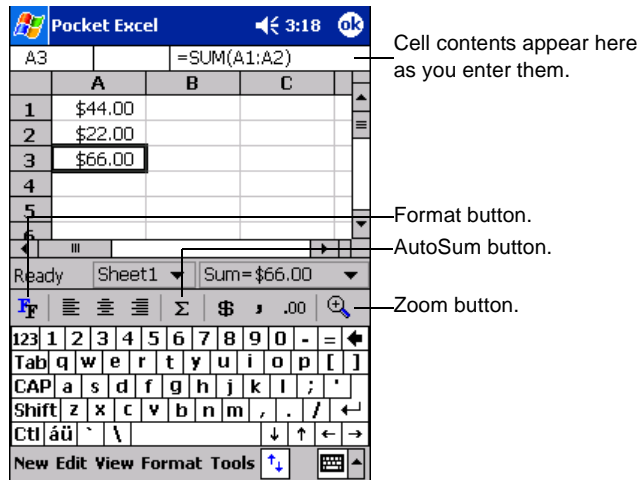 Pocket Excel 3:18 ok
A3 =SUM(A1:A2)
Cell contents appear here
as you enter them.
A B C
1 $44.00
2 $22.00
3 $66.00
4
5
6
Format button.
AutoSum button.
Ready Sheet1 Sum=$66.00
Zoom button.
FF Σ $ , .00
123 1 2 3 4 5 6 7 8 9 0 - =
Tab q w e r t y u i o p [ ]
CAP a s d f g h j k l ; '
Shift z x c v b n m , . /
Ctl áü ` \
New Edit View Format Tools